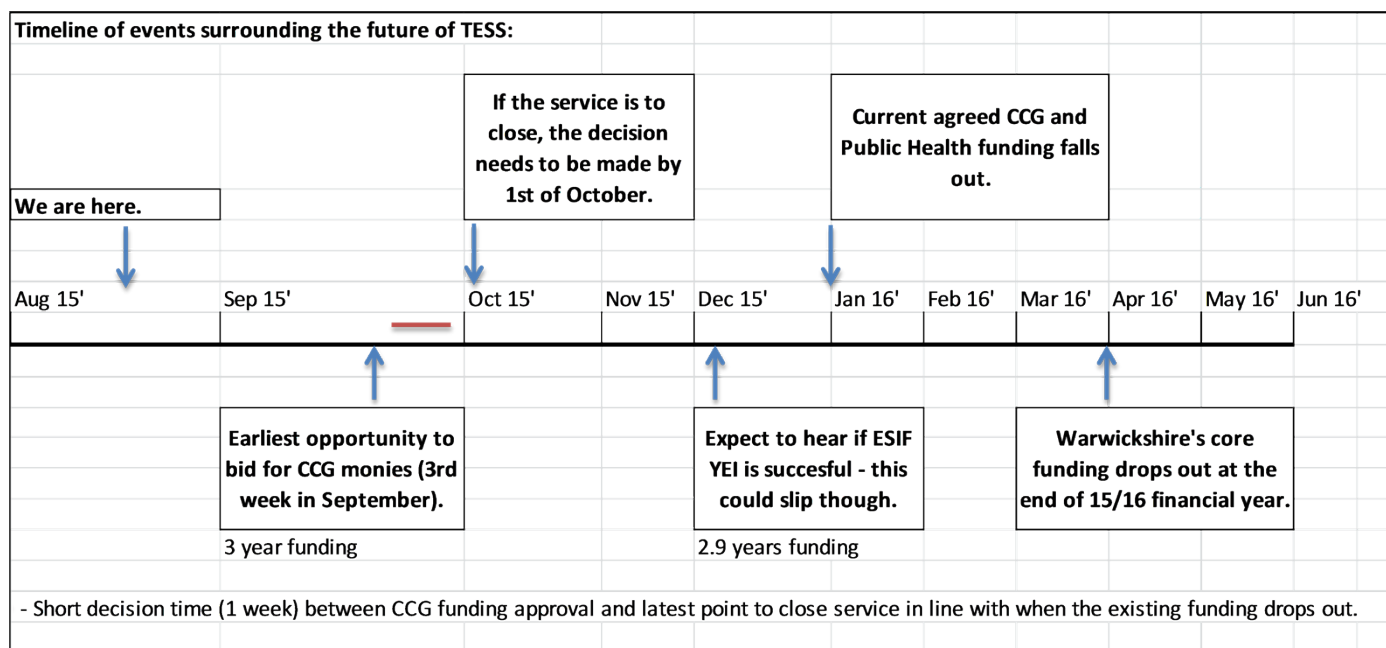 Timeline of events surrounding the future of TESS:
If the service is to
close, the decision
needs to be made by
1st of October.
Current agreed CCG and
Public Health funding falls
out.
We are here.
Aug 15' Sep 15' Oct 15' Nov 15' Dec 15' Jan 16' Feb 16' Mar 16' Apr 16' May 16' Jun 16'
Earliest opportunity to
bid for CCG monies (3rd
week in September).
3 year funding
Expect to hear if ESIF
YEI is succesful - this
could slip though.
2.9 years funding
Warwickshire's core
funding drops out at the
end of 15/16 financial year.
- Short decision time (1 week) between CCG funding approval and latest point to close service in line with when the existing funding drops out.